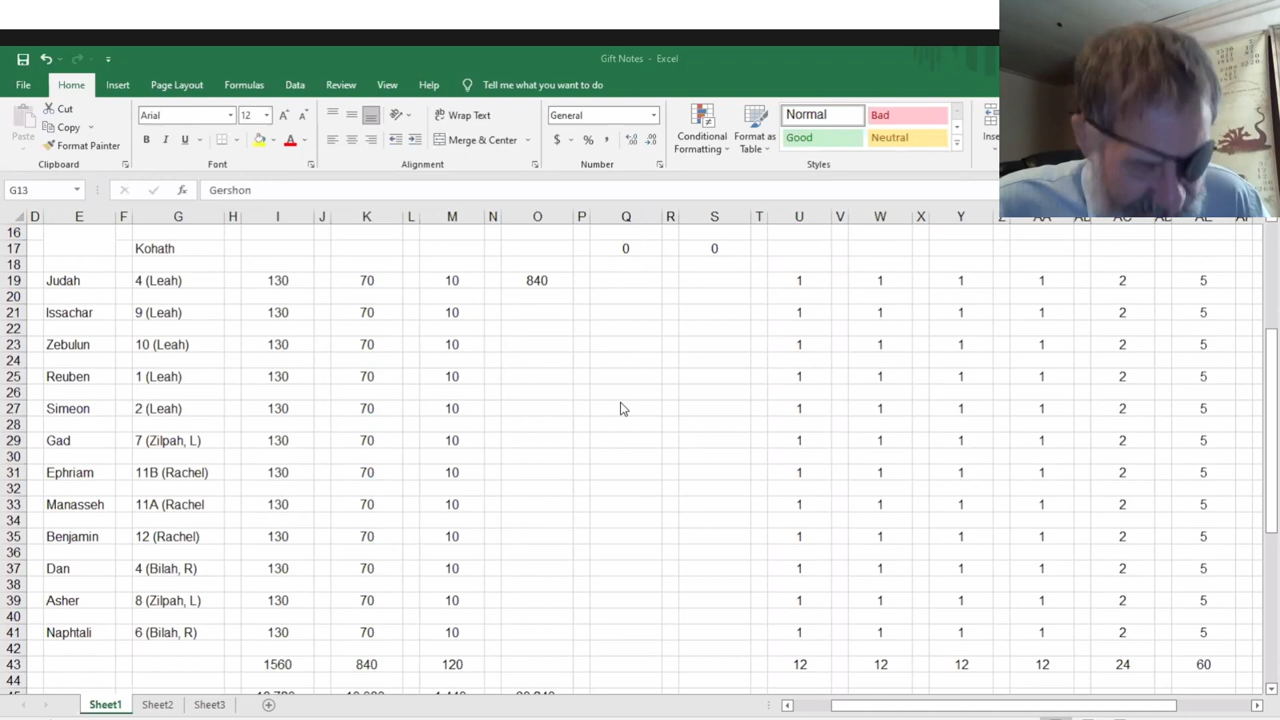 Gift Notes - Excel
File Home Insert Page Layout Formulas Data Review View Help Tell me what you want to do
Paste Cut Copy Format Painter
Arial 12 Wrap Text General Normal Bad
B I U A Merge & Center $ % Conditional Formatting Format as Table Good Neutral
Clipboard Font Alignment Number Styles
G13 fx Gershon
D E F G H I J K L M N O P Q R S T U V W X Y
16
17 Kohath 0 0
18
19 Judah 4 (Leah) 130 70 10 840 1 1 1 1 2 5
20
21 Issachar 9 (Leah) 130 70 10 1 1 1 1 2 5
22
23 Zebulun 10 (Leah) 130 70 10 1 1 1 1 2 5
24
25 Reuben 1 (Leah) 130 70 10 1 1 1 1 2 5
26
27 Simeon 2 (Leah) 130 70 10 1 1 1 1 2 5
28
29 Gad 7 (Zilpah, L) 130 70 10 1 1 1 1 2 5
30
31 Ephriam 11B (Rachel) 130 70 10 1 1 1 1 2 5
32
33 Manasseh 11A (Rachel 130 70 10 1 1 1 1 2 5
34
35 Benjamin 12 (Rachel) 130 70 10 1 1 1 1 2 5
36
37 Dan 4 (Bilah, R) 130 70 10 1 1 1 1 2 5
38
39 Asher 8 (Zilpah, L) 130 70 10 1 1 1 1 2 5
40
41 Naphtali 6 (Bilah, R) 130 70 10 1 1 1 1 2 5
42
43 1560 840 120 12 12 12 12 24 60
44
Sheet1 Sheet2 Sheet3